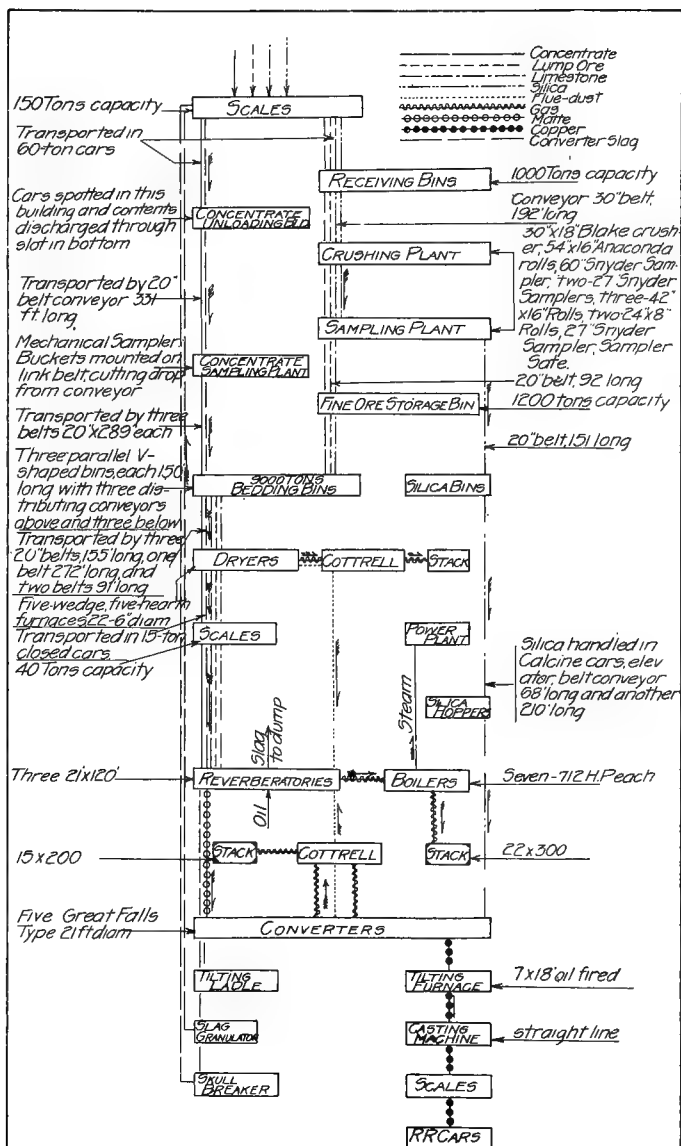 Concentrate
Lump Ore
Limestone
Silica
Flue-dust
Gas
Matte
Copper
Converter Slag
150 Tons capacity
SCALES
Transported in
60-ton cars
RECEIVING BINS
1000 Tons capacity
Cars spotted in this
building and contents
discharged through
slot in bottom
CONCENTRATE
UNLOADING BLD.
Conveyor 30" belt,
192' long
CRUSHING PLANT
30"x18" Blake crush-
er, 54"x16" Anaconda
rolls, 60" Snyder Sam-
pler, two-27" Snyder
Samplers, three-42"
x16" Rolls, two-24"x8"
Rolls, 27" Snyder
Sampler, Sampler
Safe.
Transported by 20"
belt conveyor 331
ft long
SAMPLING PLANT
Mechanical Sampler
Buckets mounted on
link belt, cutting drop
from conveyor
CONCENTRATE
SAMPLING PLANT
20" belt, 92 long
FINE ORE STORAGE BIN
1200 tons capacity
Transported by three
belts 20"x289' each
20" belt, 151 long
Three parallel V-
shaped bins, each 150'
long with three dis-
tributing conveyors
above and three below
9000 TONS
BEDDING BINS
SILICA BINS
Transported by three
20" belts, 155' long, one
belt 272' long, and
two belts 91' long
DRYERS
COTTRELL
STACK
Five-wedge, five-hearth
furnaces, 22'-6" diam
Transported in 15-ton
closed cars
SCALES
40 Tons capacity
POWER
PLANT
Silica handled in
Calcine cars, elev
ator, belt conveyor
68' long and another
210' long
SILICA
HOPPERS
Slag
to dump
Steam
Three 21'x120'
REVERBERATORIES
BOILERS
Seven-712 H.P. each
Oil
15 x 200
STACK
COTTRELL
STACK
22 x 300
Five Great Falls
Type 21 ft diam
CONVERTERS
TILTING
LADLE
TILTING
FURNACE
7 x 18' oil fired
SLAG
GRANULATOR
CASTING
MACHINE
straight line
SKULL
BREAKER
SCALES
RR CARS